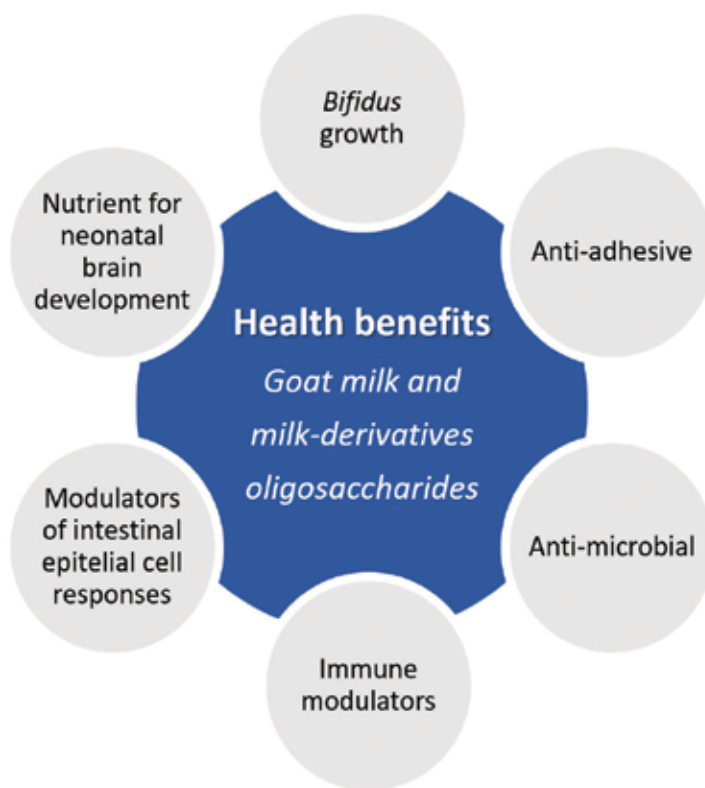 Bifidus
growth
Nutrient for
neonatal
brain
development
Anti-adhesive
Health benefits
Goat milk and
milk-derivatives
oligosaccharides
Modulators
of intestinal
epitelial cell
responses
Anti-microbial
Immune
modulators